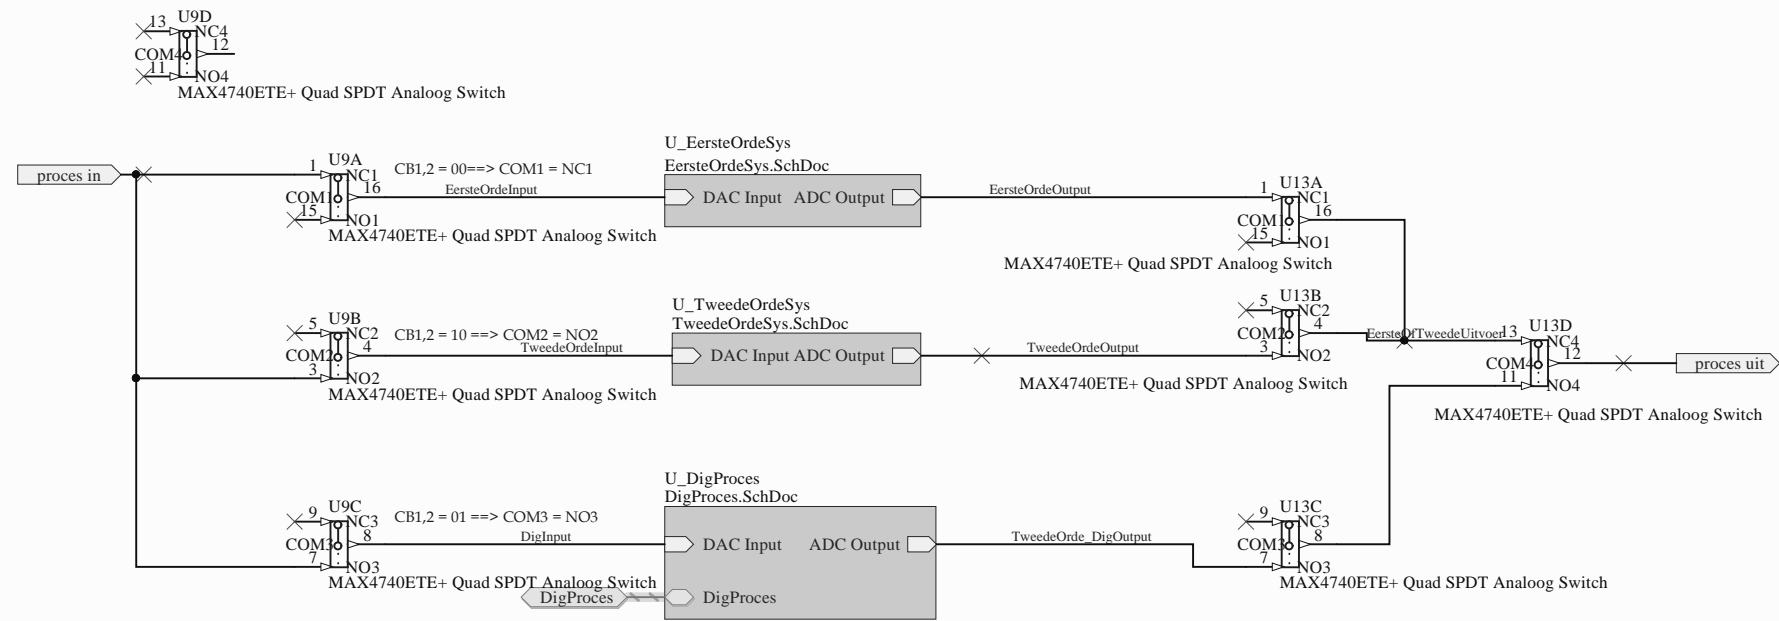 U9D
13
NC4
12
COM4
11
NO4
MAX4740ETE+ Quad SPDT Analoog Switch
proces in
U9A
1
NC1
16
COM1
15
NO1
MAX4740ETE+ Quad SPDT Analoog Switch
CB1,2 = 00==> COM1 = NC1
EersteOrdeInput
U_EersteOrdeSys
EersteOrdeSys.SchDoc
DAC Input ADC Output
EersteOrdeOutput
U13A
1
NC1
16
COM1
15
NO1
MAX4740ETE+ Quad SPDT Analoog Switch
U9B
5
NC2
4
COM2
3
NO2
MAX4740ETE+ Quad SPDT Analoog Switch
CB1,2 = 10 ==> COM2 = NO2
TweedeOrdeInput
U_TweedeOrdeSys
TweedeOrdeSys.SchDoc
DAC Input ADC Output
TweedeOrdeOutput
U13B
5
NC2
4
COM2
3
NO2
MAX4740ETE+ Quad SPDT Analoog Switch
EersteOfTweedeUitvoer
U13D
13
NC4
12
COM4
11
NO4
MAX4740ETE+ Quad SPDT Analoog Switch
proces uit
U9C
9
NC3
8
COM3
7
NO3
MAX4740ETE+ Quad SPDT Analoog Switch
CB1,2 = 01 ==> COM3 = NO3
DigInput
U_DigProces
DigProces.SchDoc
DAC Input ADC Output
DigProces
DigProces
TweedeOrde_DigOutput
U13C
9
NC3
8
COM3
7
NO3
MAX4740ETE+ Quad SPDT Analoog Switch